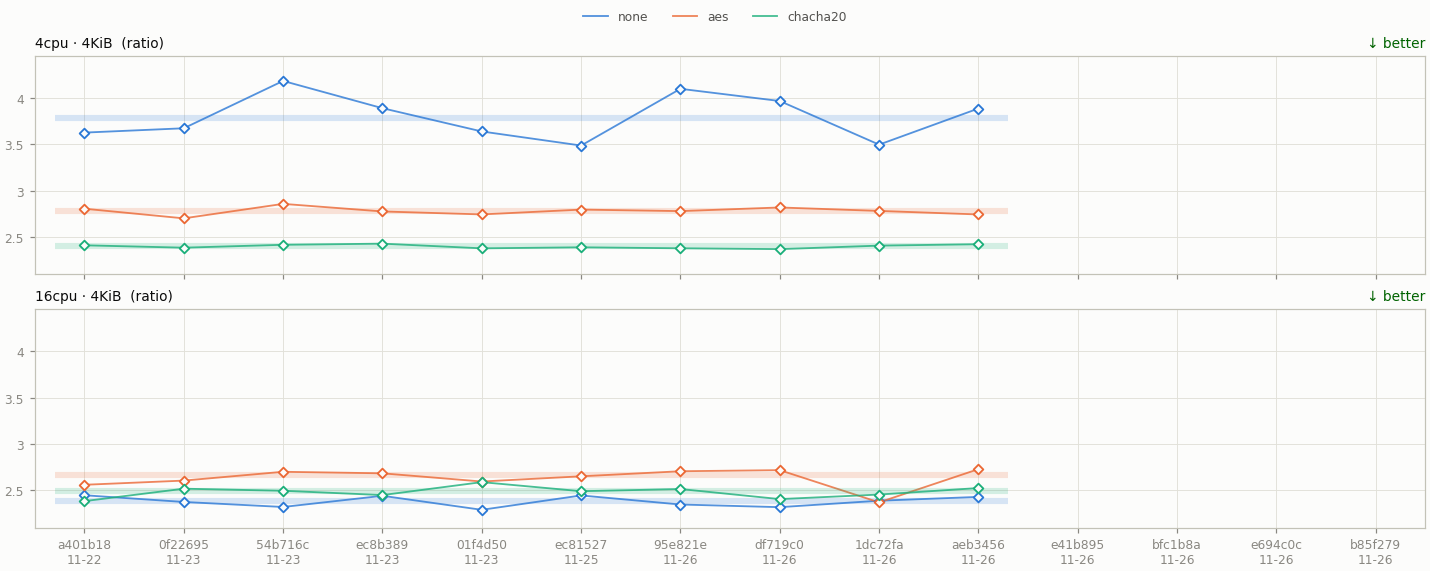 none aes chacha20
4cpu · 4KiB (ratio) ↓ better
4
3.5
3
2.5
16cpu · 4KiB (ratio) ↓ better
4
3.5
3
2.5
a401b18 0f22695 54b716c ec8b389 01f4d50 ec81527 95e821e df719c0 1dc72fa aeb3456 e41b895 bfc1b8a e694c0c b85f279
11-22 11-23 11-23 11-23 11-23 11-25 11-26 11-26 11-26 11-26 11-26 11-26 11-26 11-26